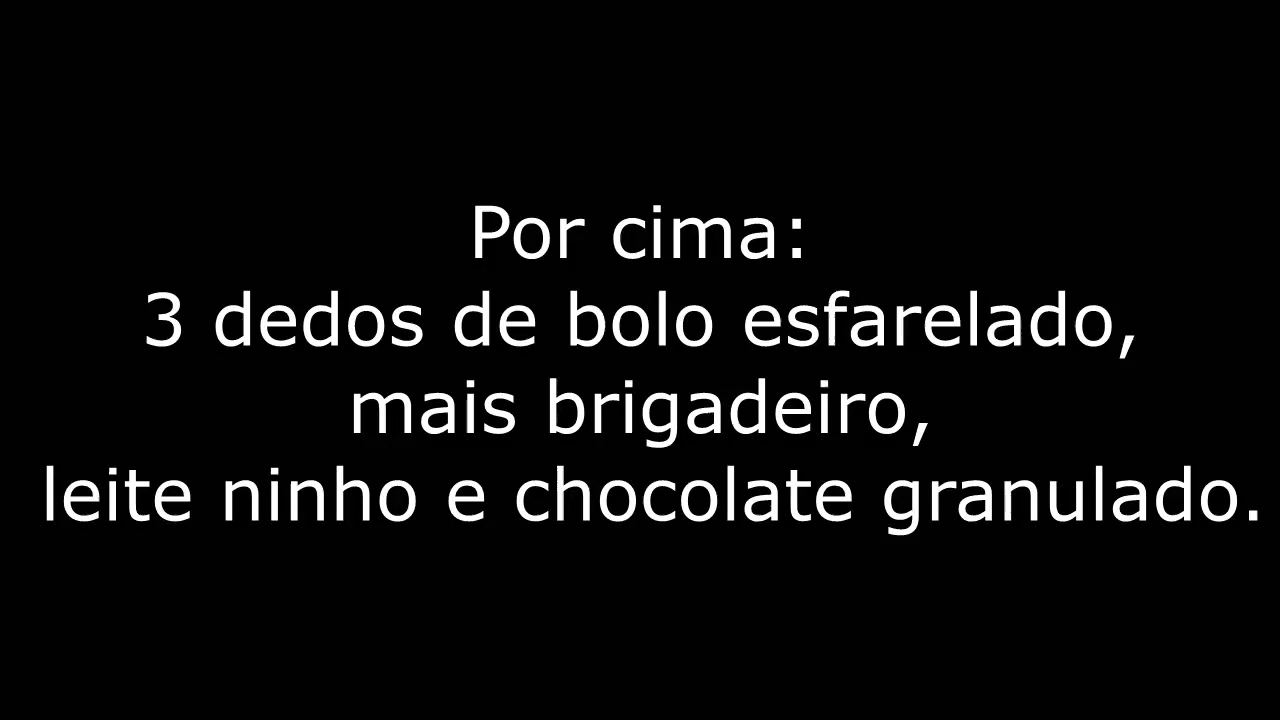 Por cima:
3 dedos de bolo esfarelado,
mais brigadeiro,
leite ninho e chocolate granulado.